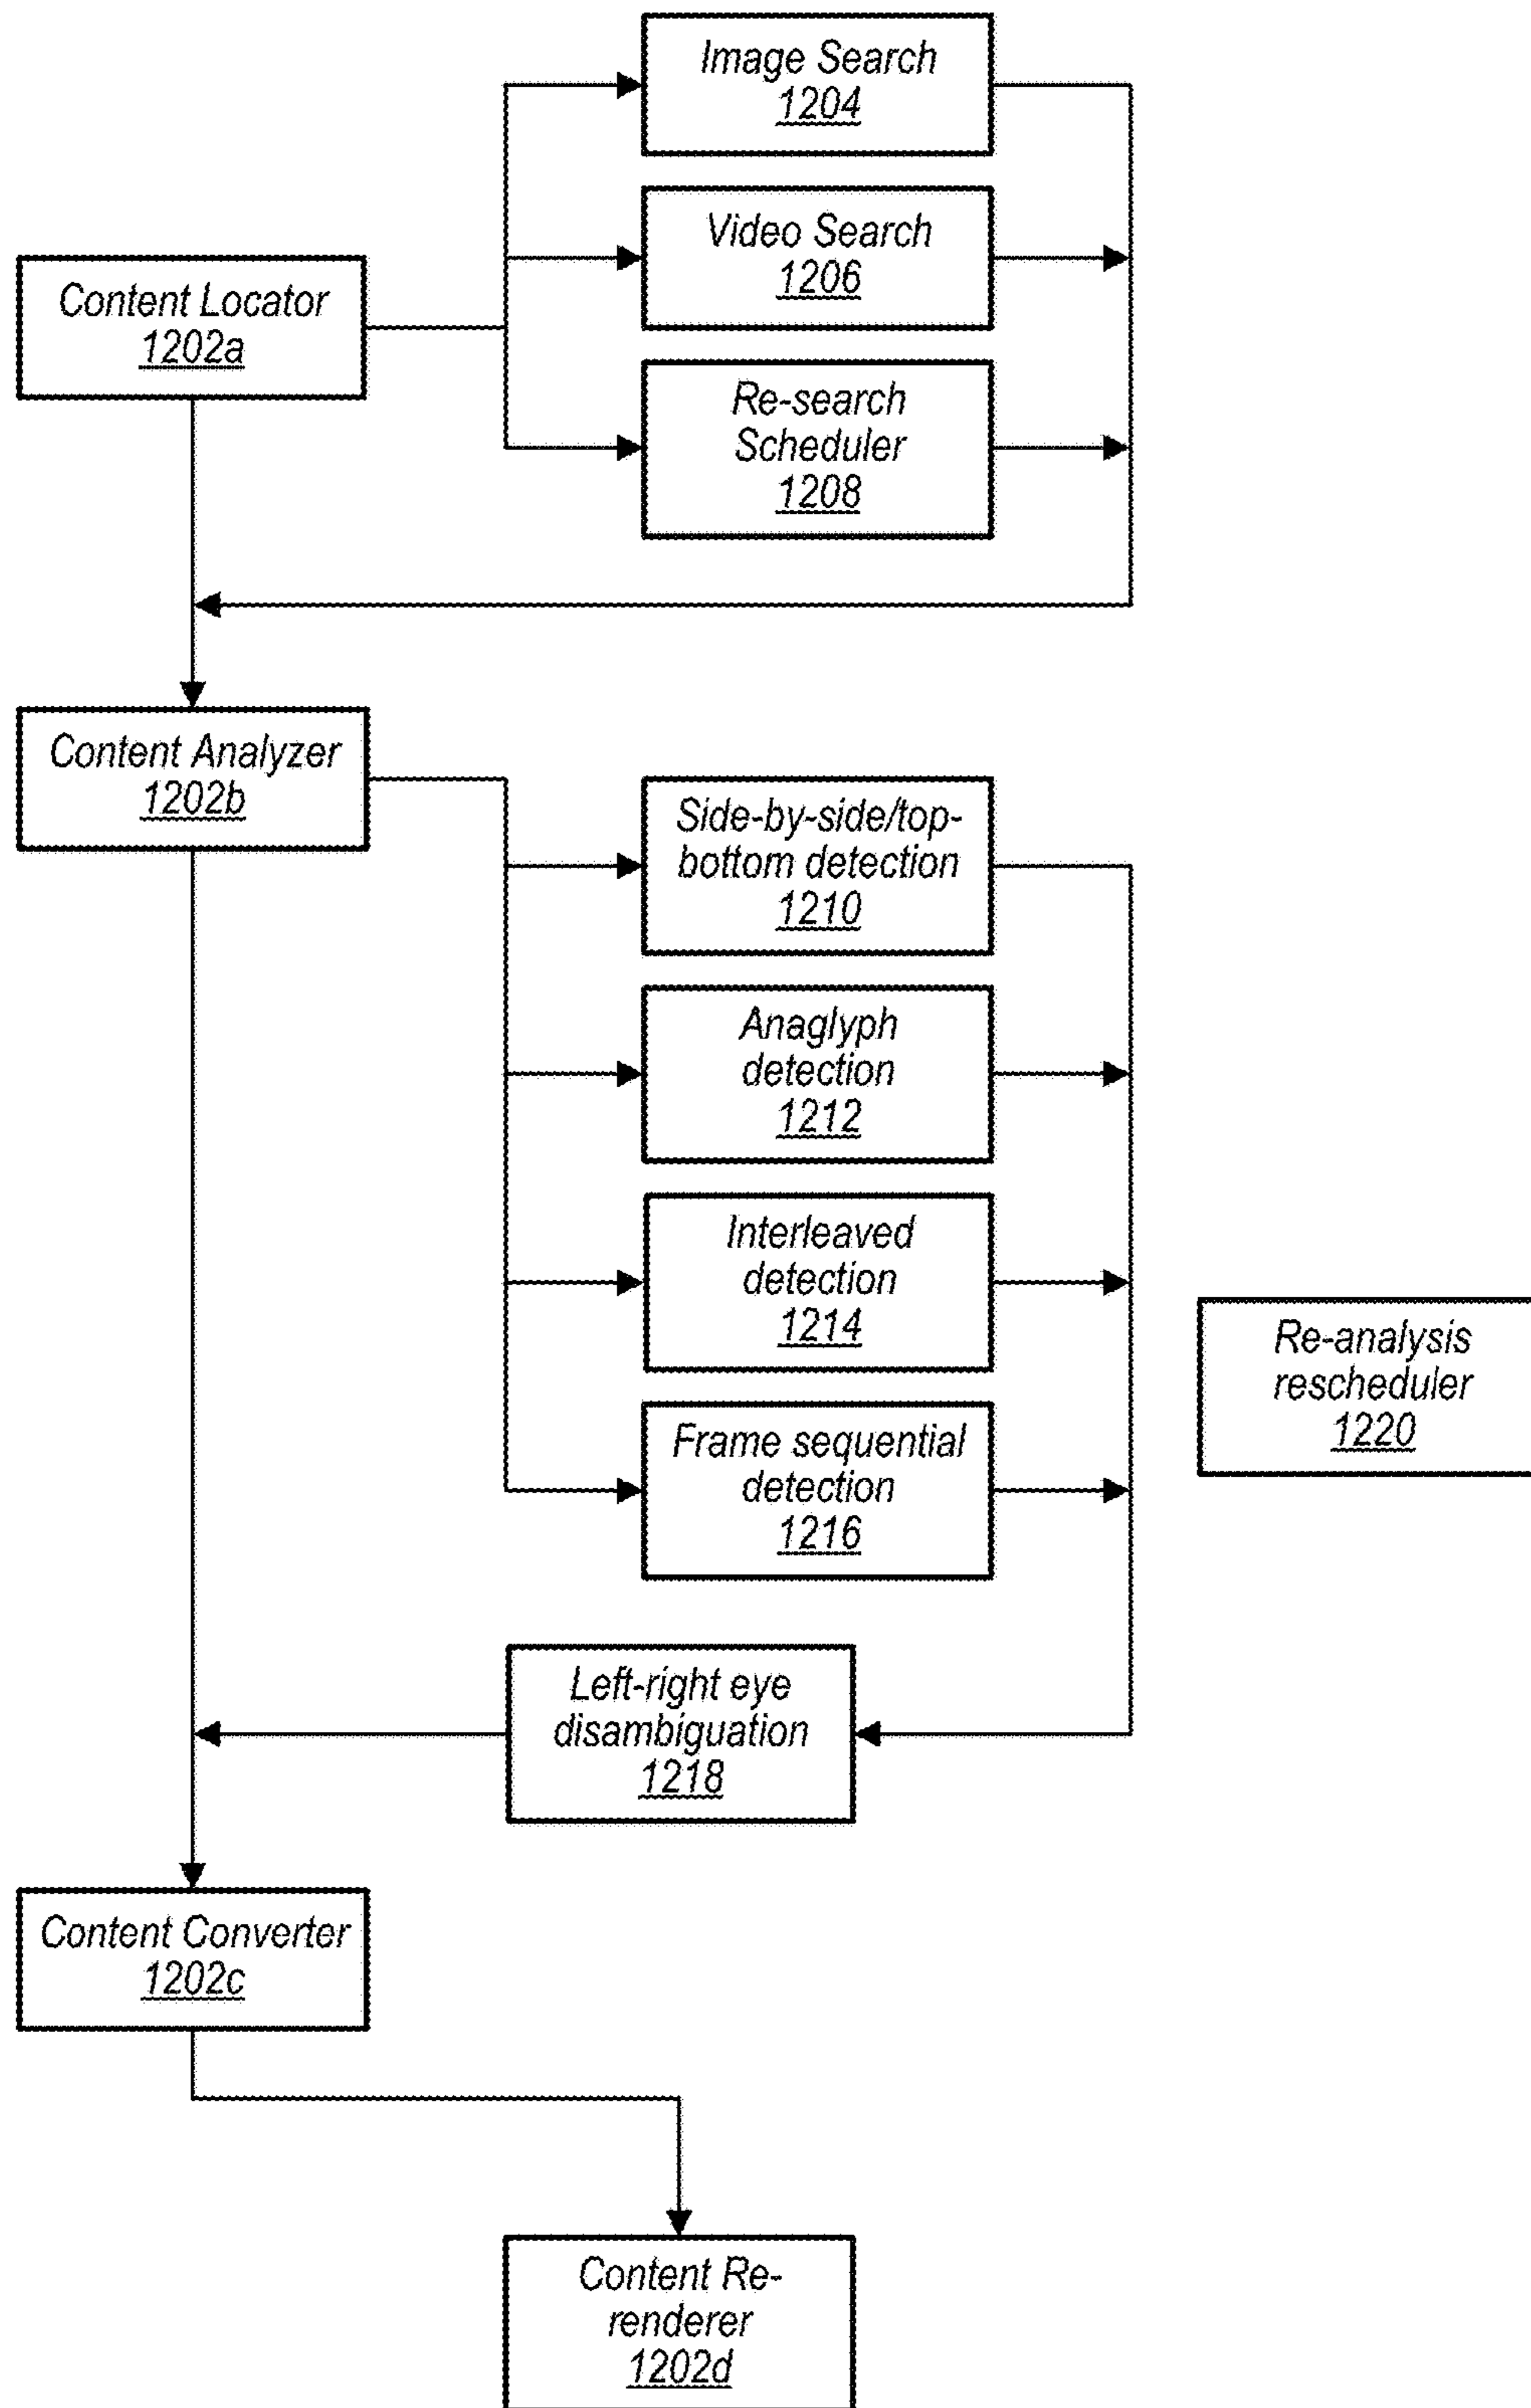 Image Search
1204
Video Search
1206
Content Locator
1202a
Re-search
Scheduler
1208
Content Analyzer
1202b
Side-by-side/top-
bottom detection
1210
Anaglyph
detection
1212
Interleaved
detection
1214
Re-analysis
rescheduler
1220
Frame sequential
detection
1216
Left-right eye
disambiguation
1218
Content Converter
1202c
Content Re-
renderer
1202d